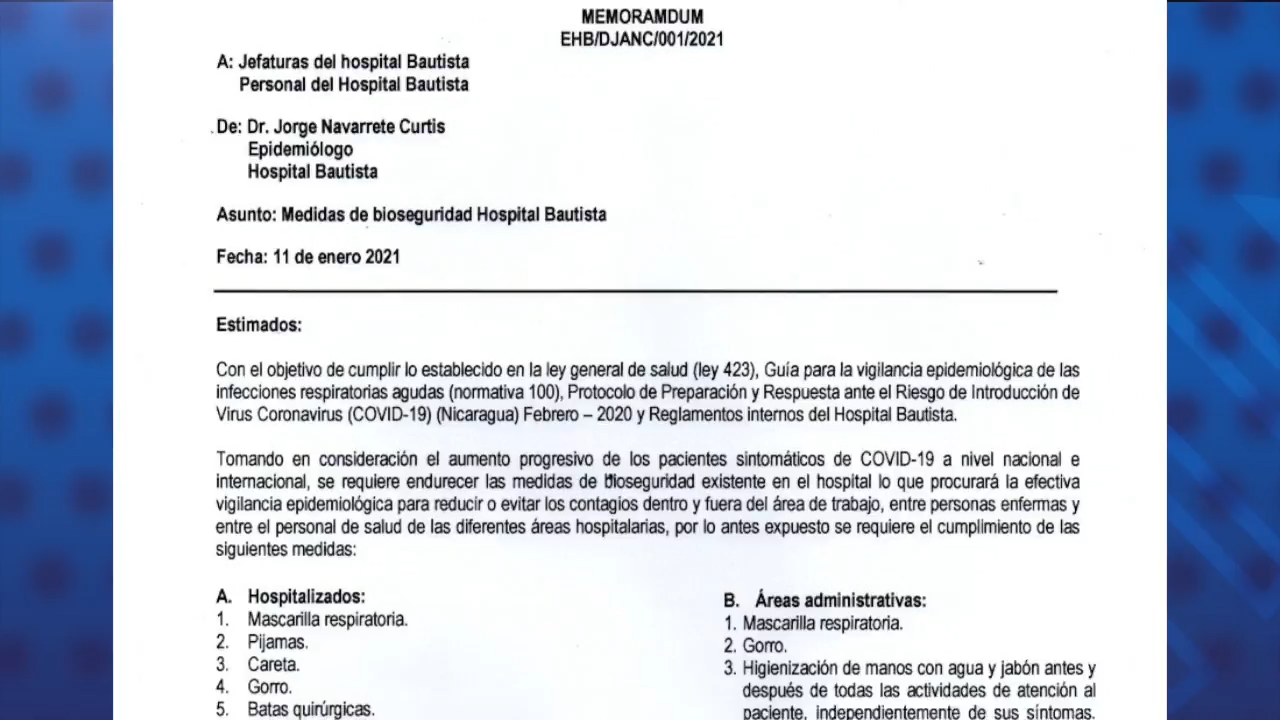 MEMORAMDUM
EHB/DJANC/001/2021
A: Jefaturas del hospital Bautista
Personal del Hospital Bautista
De: Dr. Jorge Navarrete Curtis
Epidemiólogo
Hospital Bautista
Asunto: Medidas de bioseguridad Hospital Bautista
Fecha: 11 de enero 2021
Estimados:
Con el objetivo de cumplir lo establecido en la ley general de salud (ley 423), Guía para la vigilancia epidemiológica de las
infecciones respiratorias agudas (normativa 100), Protocolo de Preparación y Respuesta ante el Riesgo de Introducción de
Virus Coronavirus (COVID-19) (Nicaragua) Febrero – 2020 y Reglamentos internos del Hospital Bautista.
Tomando en consideración el aumento progresivo de los pacientes sintomáticos de COVID-19 a nivel nacional e
internacional, se requiere endurecer las medidas de bioseguridad existente en el hospital lo que procurará la efectiva
vigilancia epidemiológica para reducir o evitar los contagios dentro y fuera del área de trabajo, entre personas enfermas y
entre el personal de salud de las diferentes áreas hospitalarias, por lo antes expuesto se requiere el cumplimiento de las
siguientes medidas:
A. Hospitalizados:
1. Mascarilla respiratoria.
2. Pijamas.
3. Careta.
4. Gorro.
5. Batas quirúrgicas.
B. Áreas administrativas:
1. Mascarilla respiratoria.
2. Gorro.
3. Higienización de manos con agua y jabón antes y
después de todas las actividades de atención al
paciente, independientemente de sus síntomas.